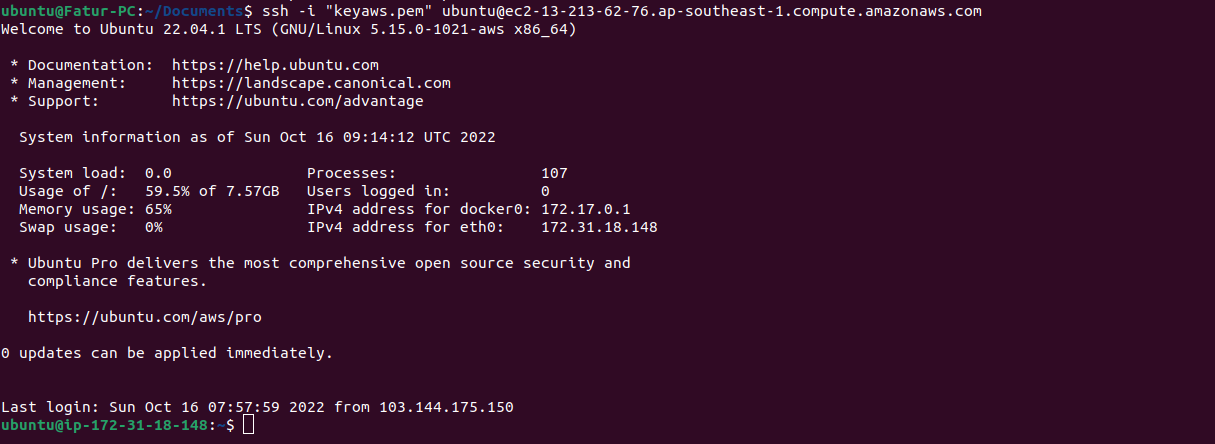 ubuntu@Fatur-PC:~/Documents$ ssh -i "keyaws.pem" ubuntu@ec2-13-213-62-76.ap-southeast-1.compute.amazonaws.com
Welcome to Ubuntu 22.04.1 LTS (GNU/Linux 5.15.0-1021-aws x86_64)
* Documentation:  https://help.ubuntu.com
* Management:     https://landscape.canonical.com
* Support:        https://ubuntu.com/advantage
System information as of Sun Oct 16 09:14:12 UTC 2022
System load:  0.0                Processes:                107
Usage of /:   59.5% of 7.57GB   Users logged in:          0
Memory usage: 65%                IPv4 address for docker0: 172.17.0.1
Swap usage:   0%                 IPv4 address for eth0:    172.31.18.148
* Ubuntu Pro delivers the most comprehensive open source security and
compliance features.
https://ubuntu.com/aws/pro
0 updates can be applied immediately.
Last login: Sun Oct 16 07:57:59 2022 from 103.144.175.150
ubuntu@ip-172-31-18-148:~$